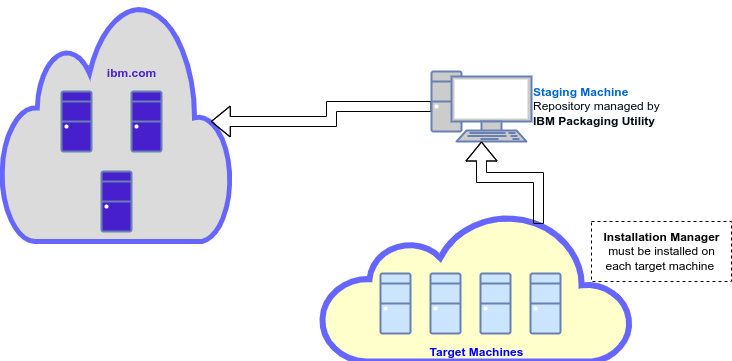 ibm.com
Staging Machine
Repository managed by
IBM Packaging Utility
Installation Manager
must be installed on
each target machine
Target Machines